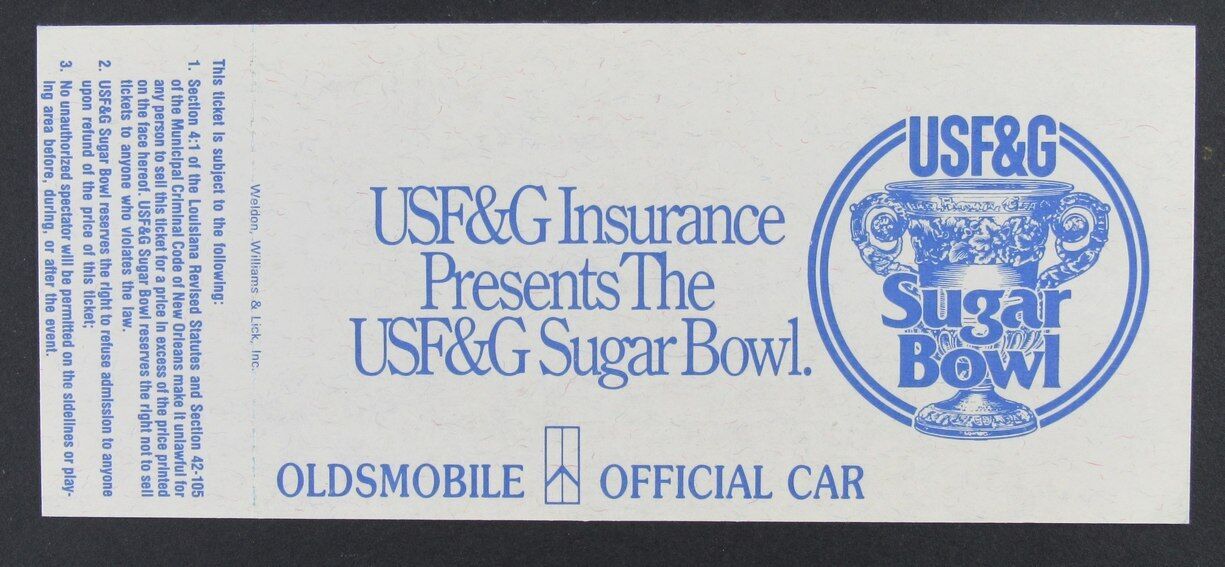 This ticket is subject to the following:
1. Section 4:1 of the Louisiana Revised Statutes and Section 42-105
of the Municipal Criminal Code of New Orleans make it unlawful for
any person to sell this ticket for a price in excess of the price printed
on the face hereof. USF&G Sugar Bowl reserves the right not to sell
tickets to anyone who violates the law.
2. USF&G Sugar Bowl reserves the right to refuse admission to anyone
upon refund of the price of this ticket;
3. No unauthorized spectator will be permitted on the sidelines or play-
ing area before, during, or after the event.
Weldon, Williams & Lick, Inc.
USF&G Insurance
Presents The
USF&G Sugar Bowl.
OLDSMOBILE OFFICIAL CAR
USF&G
Sugar
Bowl